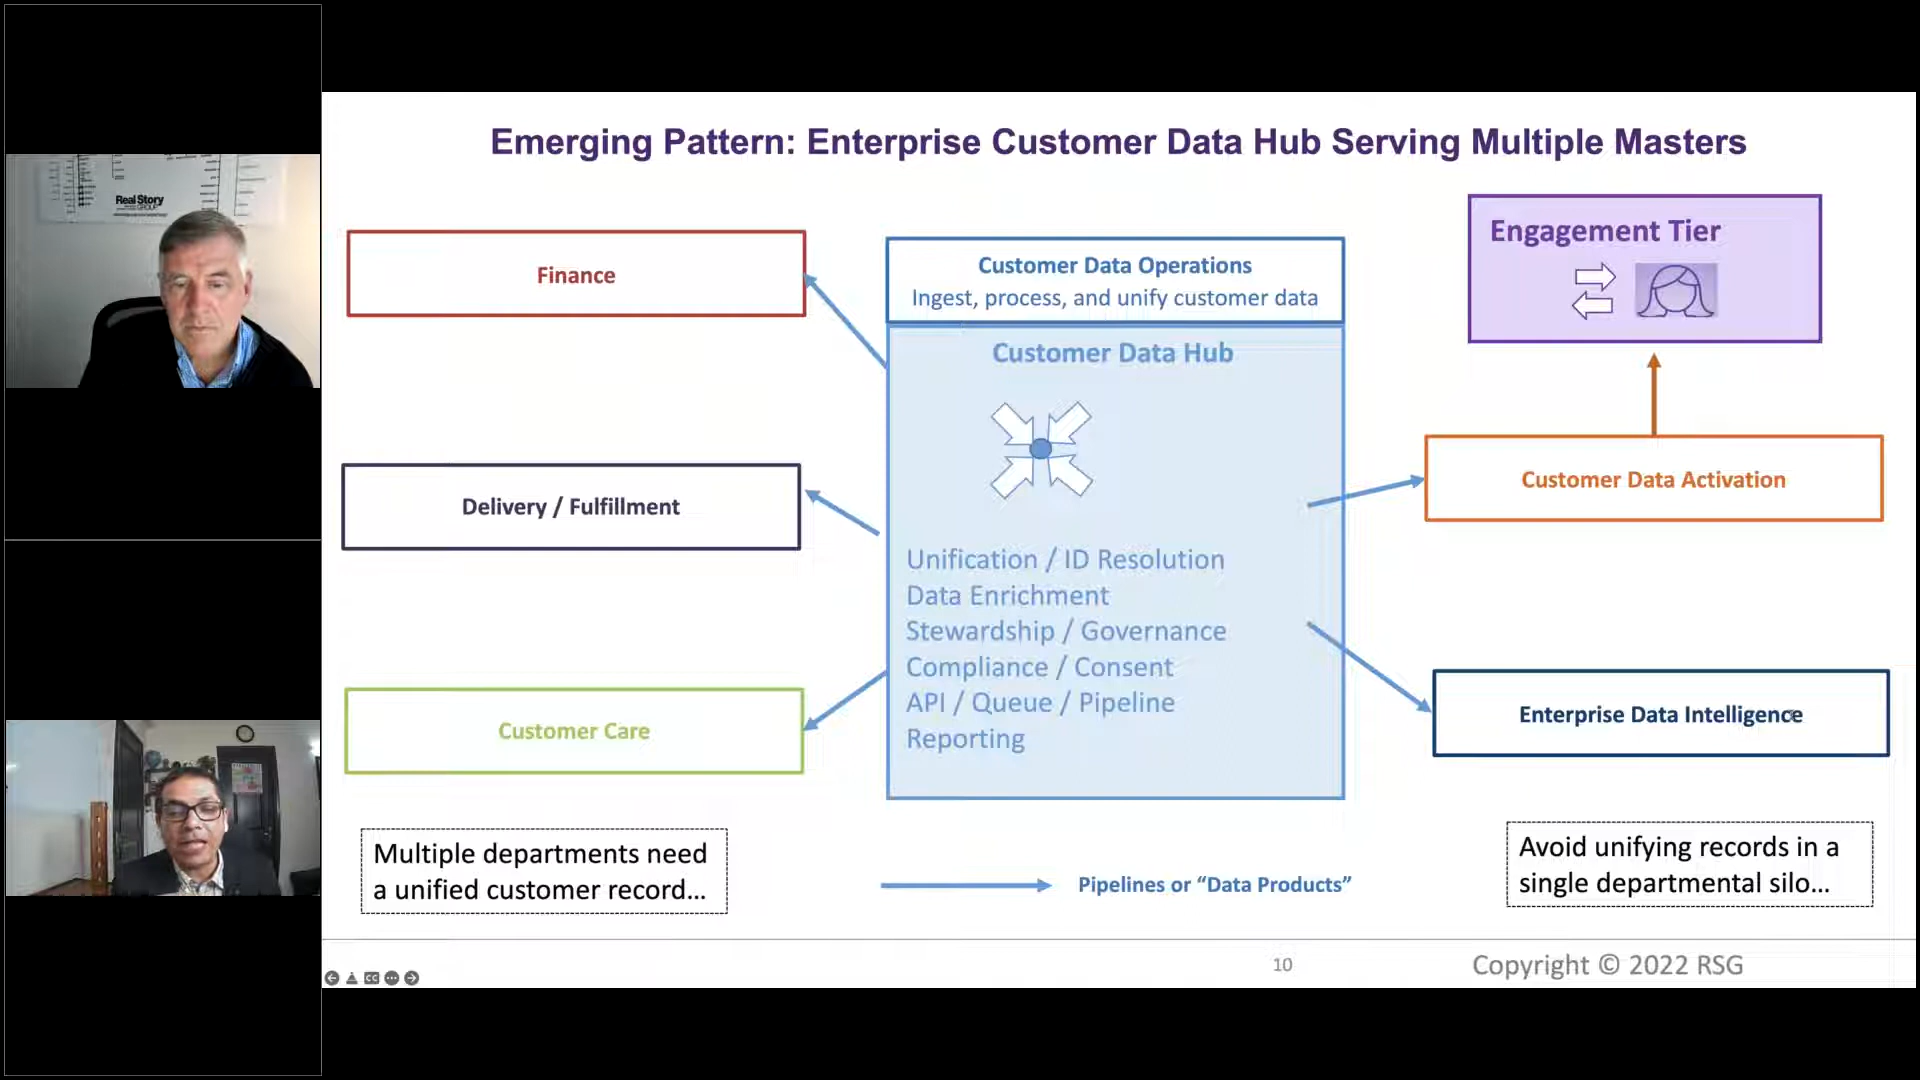 Real Story
GROUP
Emerging Pattern: Enterprise Customer Data Hub Serving Multiple Masters
Finance
Delivery / Fulfillment
Customer Care
Multiple departments need
a unified customer record...
Customer Data Operations
Ingest, process, and unify customer data
Customer Data Hub
Unification / ID Resolution
Data Enrichment
Stewardship / Governance
Compliance / Consent
API / Queue / Pipeline
Reporting
Pipelines or “Data Products”
Engagement Tier
Customer Data Activation
Enterprise Data Intelligence
Avoid unifying records in a
single departmental silo...
CC
10
Copyright © 2022 RSG